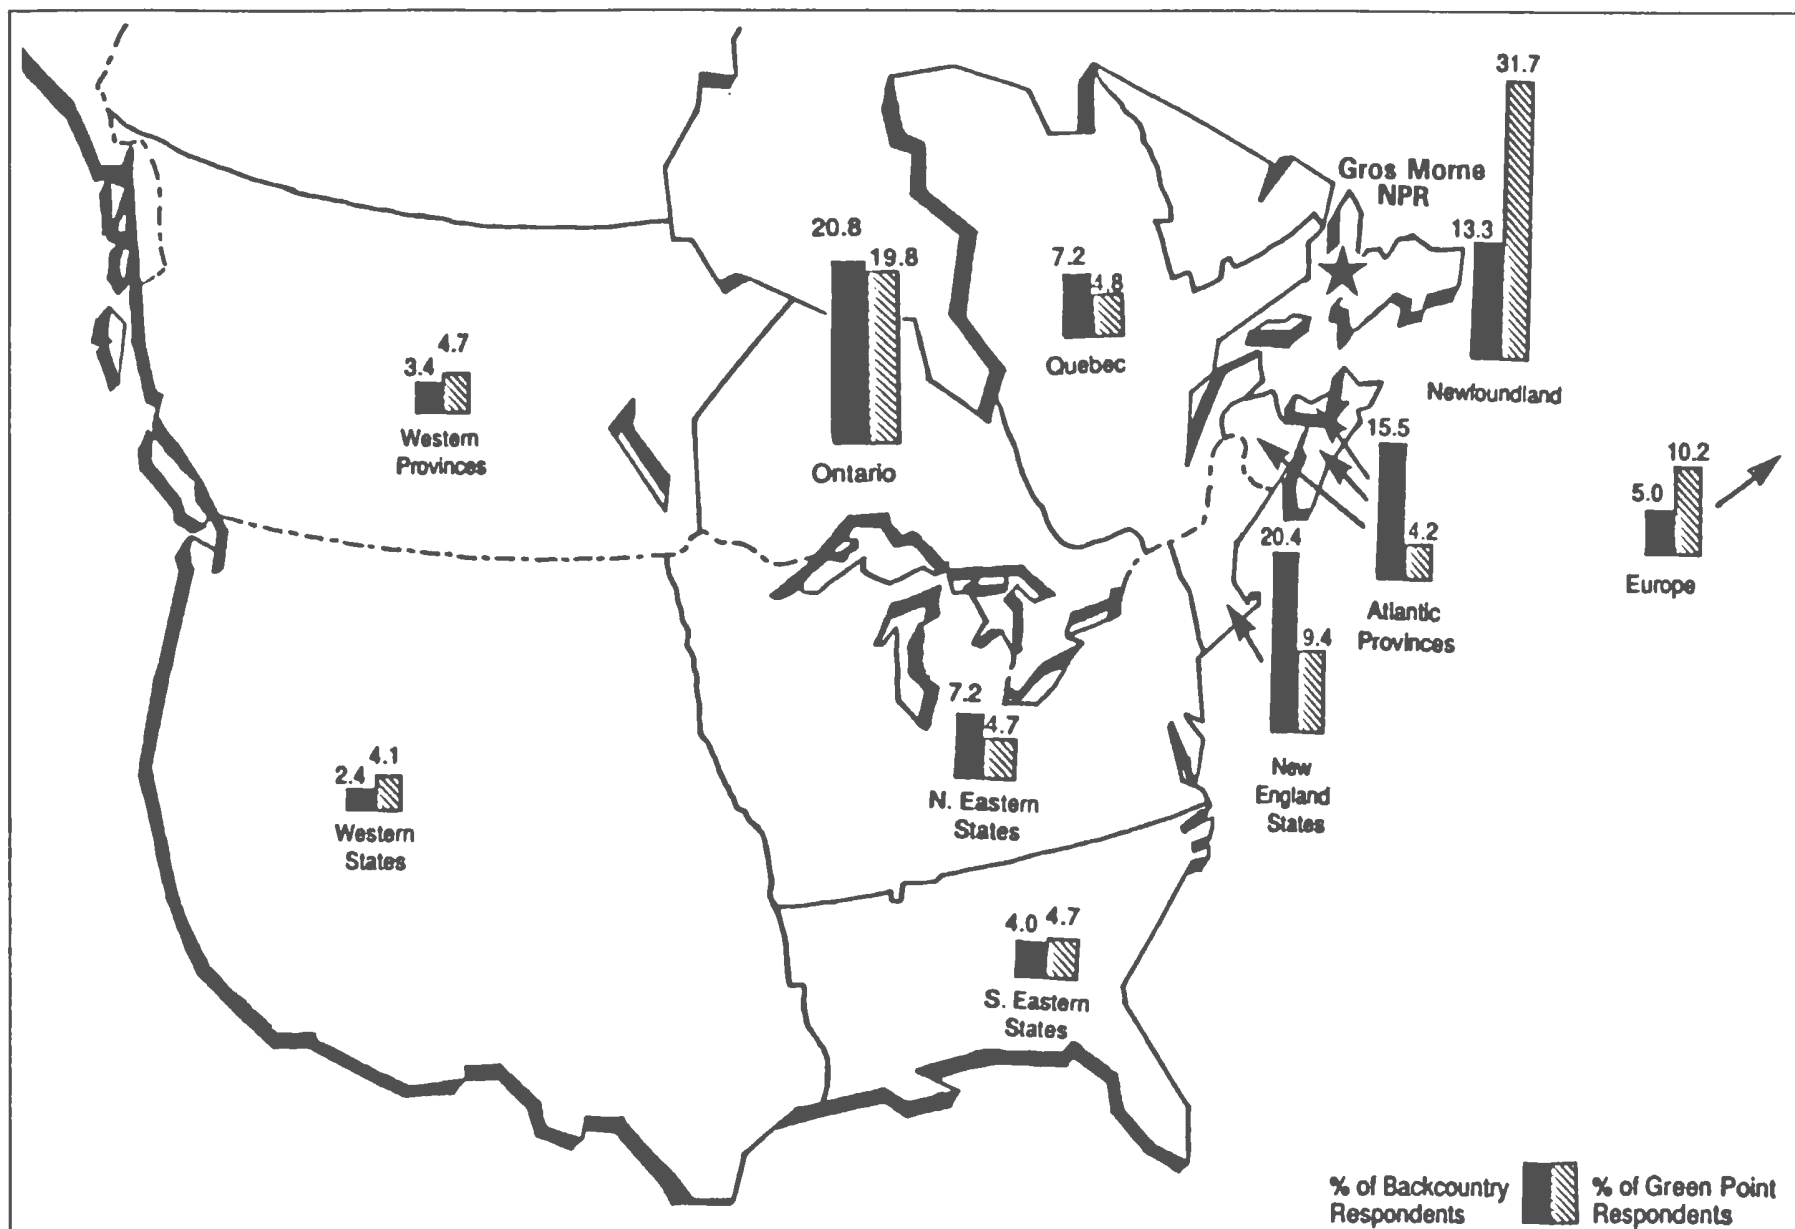 31.7
Gros Morne
NPR
13.3
20.8
19.8
7.2
4.8
Quebec
Newfoundland
3.4
4.7
Western
Provinces
Ontario
15.5
4.2
Atlantic
Provinces
5.0
10.2
Europe
20.4
9.4
New
England
States
7.2
4.7
N. Eastern
States
2.4
4.1
Western
States
4.0
4.7
S. Eastern
States
% of Backcountry
Respondents
% of Green Point
Respondents